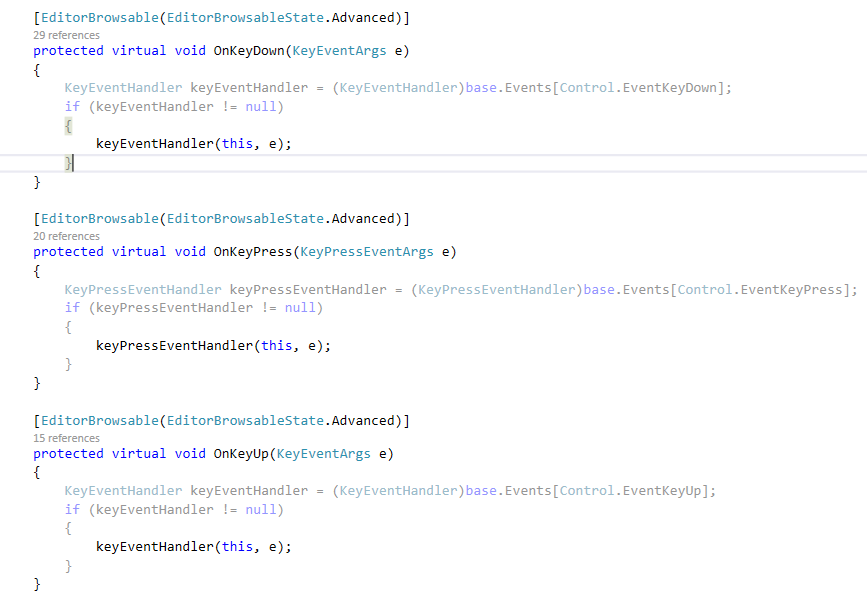 [EditorBrowsable(EditorBrowsableState.Advanced)]
29 references
protected virtual void OnKeyDown(KeyEventArgs e)
{
    KeyEventHandler keyEventHandler = (KeyEventHandler)base.Events[Control.EventKeyDown];
    if (keyEventHandler != null)
    {
        keyEventHandler(this, e);
    }
}
[EditorBrowsable(EditorBrowsableState.Advanced)]
20 references
protected virtual void OnKeyPress(KeyPressEventArgs e)
{
    KeyPressEventHandler keyPressEventHandler = (KeyPressEventHandler)base.Events[Control.EventKeyPress];
    if (keyPressEventHandler != null)
    {
        keyPressEventHandler(this, e);
    }
}
[EditorBrowsable(EditorBrowsableState.Advanced)]
15 references
protected virtual void OnKeyUp(KeyEventArgs e)
{
    KeyEventHandler keyEventHandler = (KeyEventHandler)base.Events[Control.EventKeyUp];
    if (keyEventHandler != null)
    {
        keyEventHandler(this, e);
    }
}